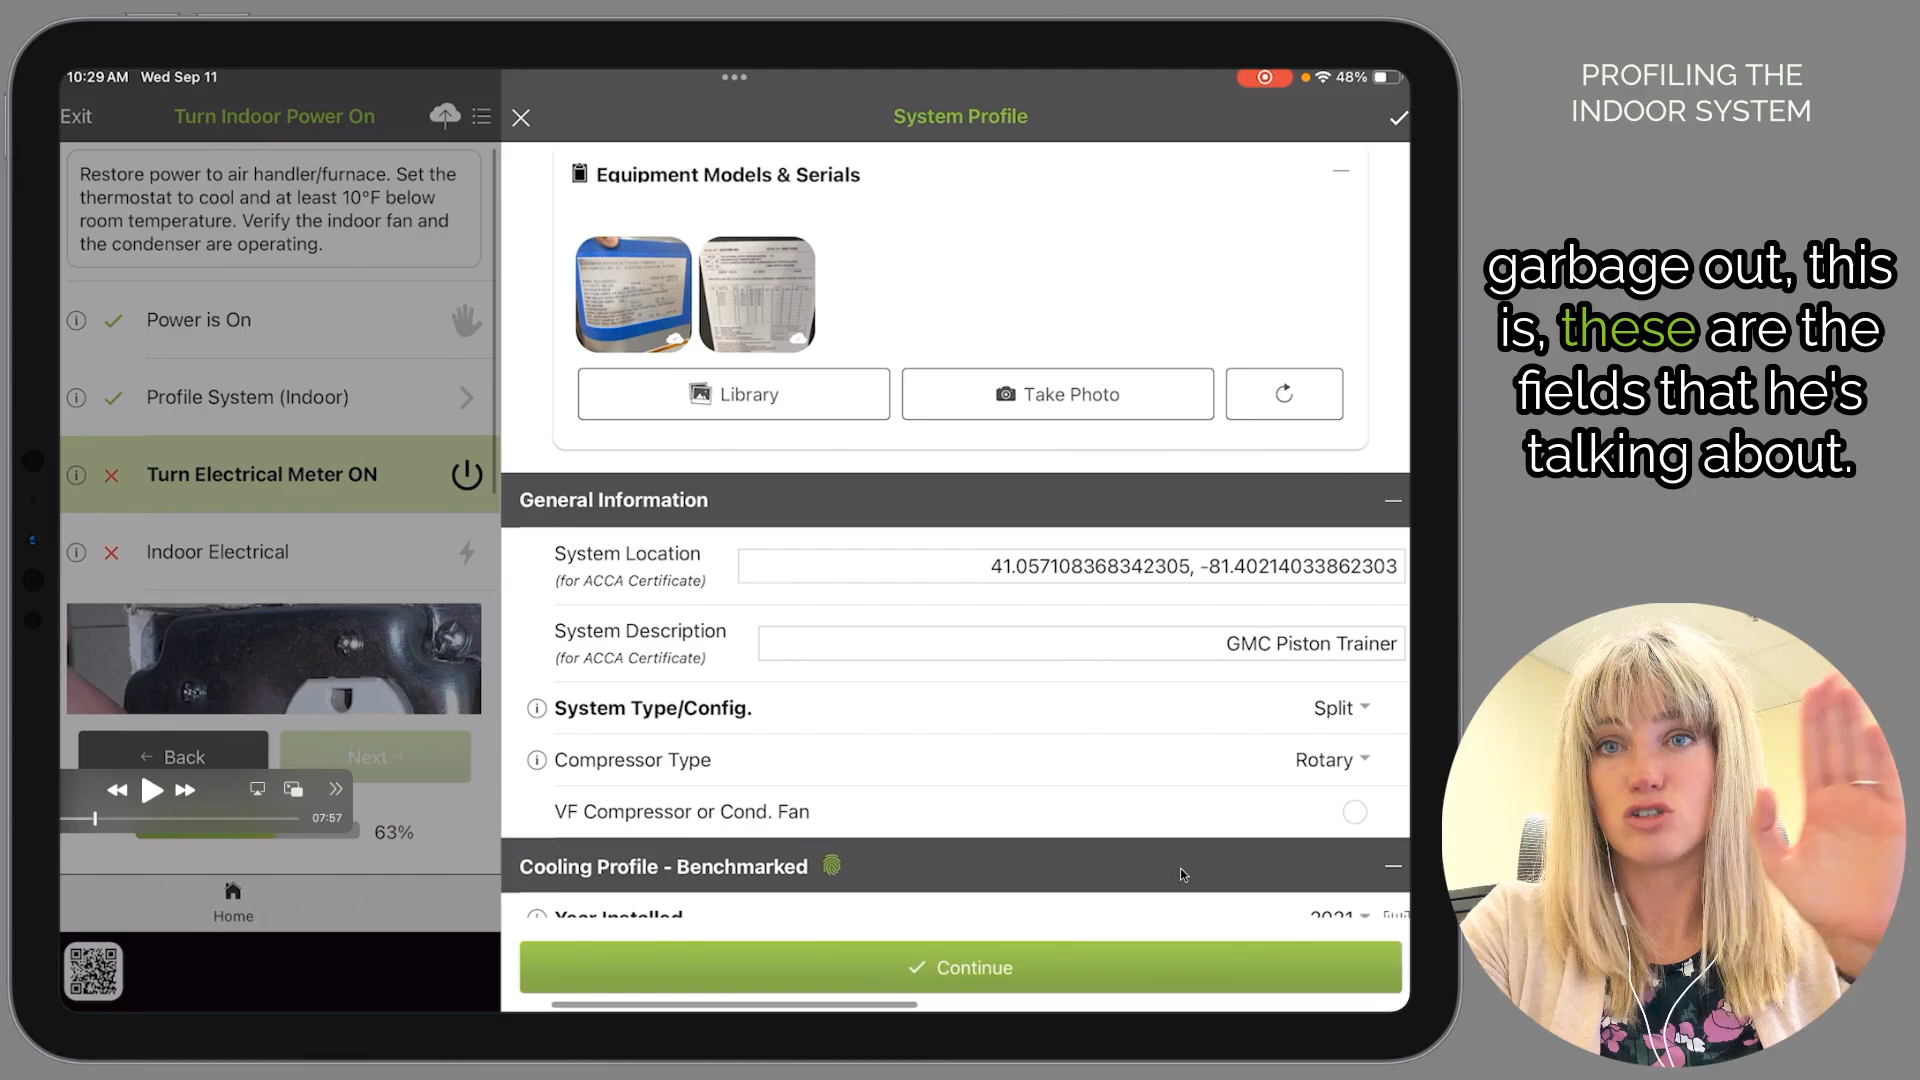 PROFILING THE
INDOOR SYSTEM
garbage out, this
is, these are the
fields that he's
talking about.
10:29 AM Wed Sep 11
48%
Exit
Turn Indoor Power On
System Profile
Restore power to air handler/furnace. Set the
thermostat to cool and at least 10°F below
room temperature. Verify the indoor fan and
the condenser are operating.
Power is On
Profile System (Indoor)
Turn Electrical Meter ON
Indoor Electrical
← Back
Next →
07:57
63%
Home
Equipment Models & Serials
Library
Take Photo
General Information
System Location
(for ACCA Certificate)
41.057108368342305, -81.40214033862303
System Description
(for ACCA Certificate)
GMC Piston Trainer
System Type/Config.
Split
Compressor Type
Rotary
VF Compressor or Cond. Fan
Cooling Profile - Benchmarked
Year Installed
2021
Continue